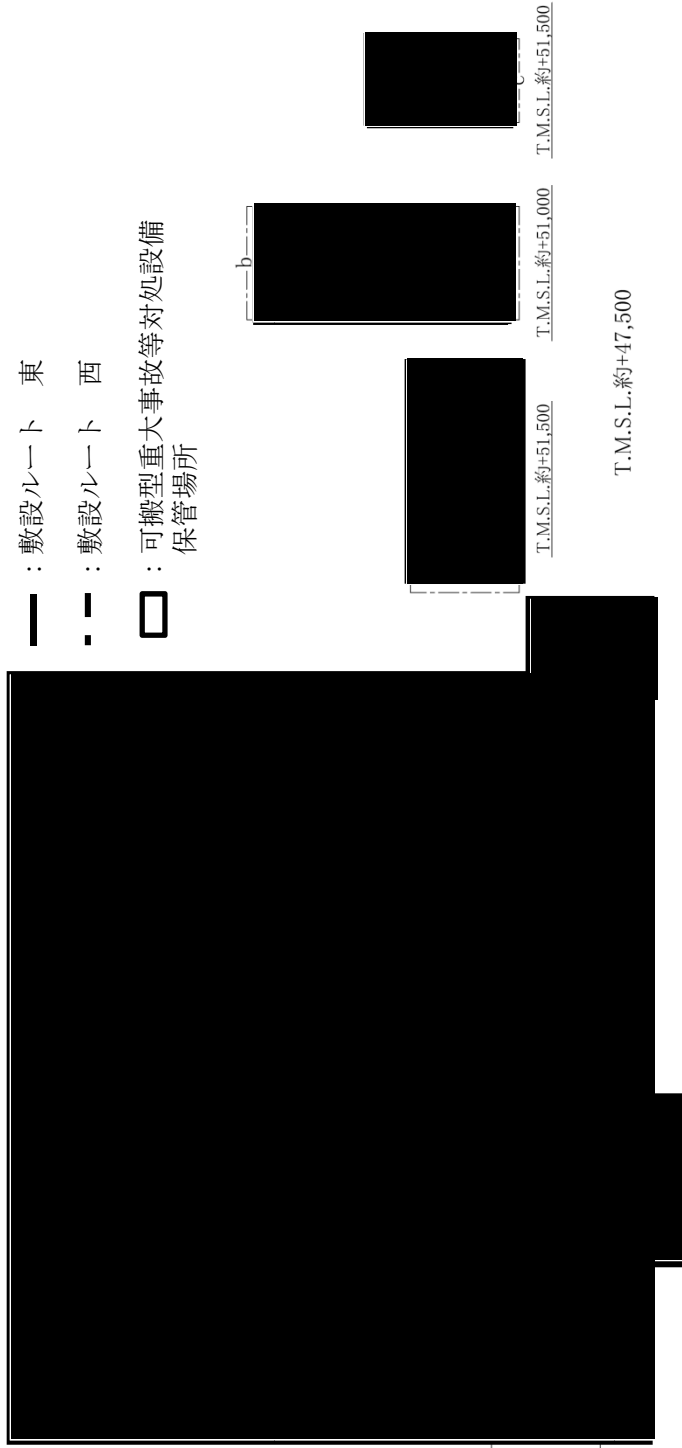 ：敷設ルート　東
：敷設ルート　西
：可搬型重大事故等対処設備
保管場所
b
c
T.M.S.L.約+51,500
T.M.S.L.約+51,000
T.M.S.L.約+51,500
T.M.S.L.約+47,500